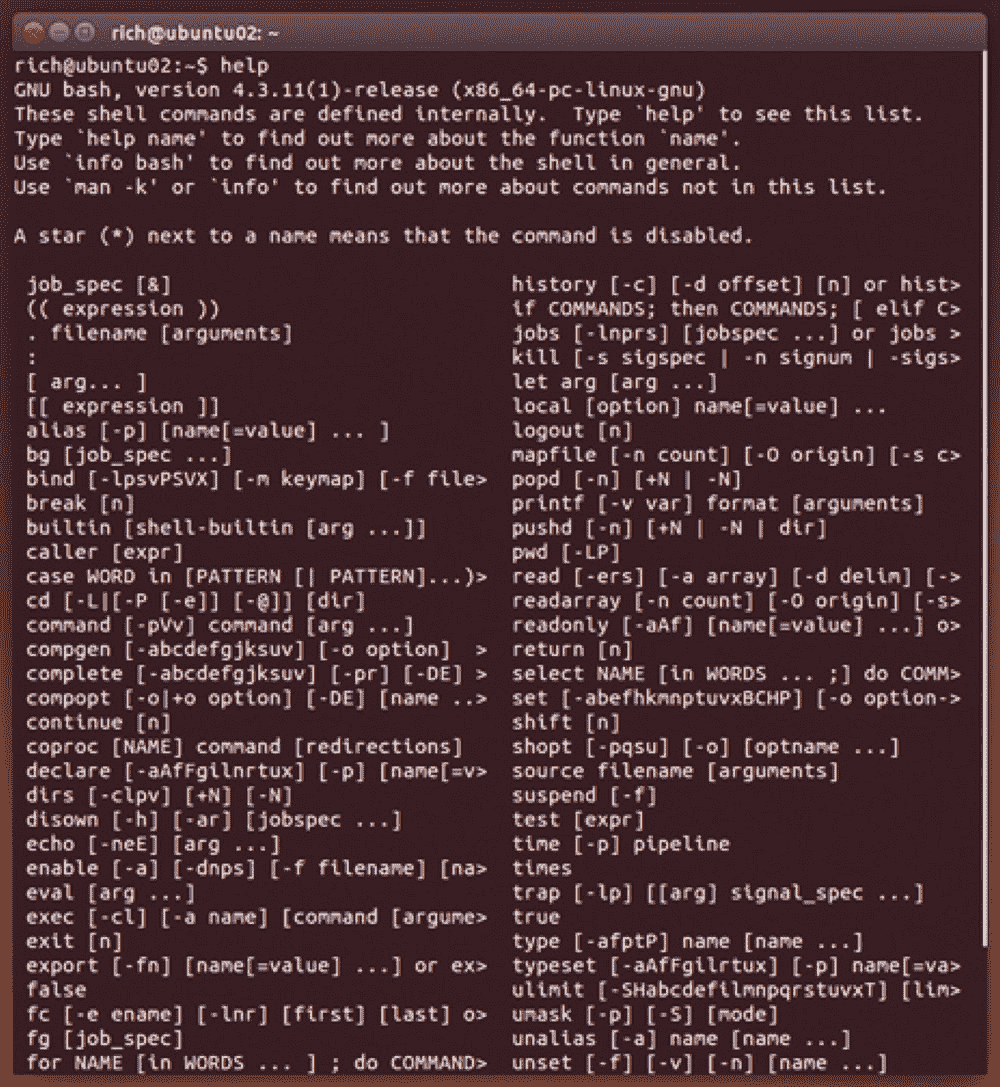 rich@ubuntu02: ~
rich@ubuntu02:~$ help
GNU bash, version 4.3.11(1)-release (x86_64-pc-linux-gnu)
These shell commands are defined internally.  Type `help' to see this list.
Type `help name' to find out more about the function `name'.
Use `info bash' to find out more about the shell in general.
Use `man -k' or `info' to find out more about commands not in this list.

A star (*) next to a name means that the command is disabled.

 job_spec [&]                            history [-c] [-d offset] [n] or hist>
 (( expression ))                        if COMMANDS; then COMMANDS; [ elif C>
 . filename [arguments]                  jobs [-lnprs] [jobspec ...] or jobs >
 :                                       kill [-s sigspec | -n signum | -sigs>
 [ arg... ]                              let arg [arg ...]
 [[ expression ]]                        local [option] name[=value] ...
 alias [-p] [name[=value] ... ]          logout [n]
 bg [job_spec ...]                       mapfile [-n count] [-O origin] [-s c>
 bind [-lpsvPSVX] [-m keymap] [-f file>  popd [-n] [+N | -N]
 break [n]                               printf [-v var] format [arguments]
 builtin [shell-builtin [arg ...]]       pushd [-n] [+N | -N | dir]
 caller [expr]                           pwd [-LP]
 case WORD in [PATTERN [| PATTERN]...)>  read [-ers] [-a array] [-d delim] [->
 cd [-L|[-P [-e]] [-@]] [dir]            readarray [-n count] [-O origin] [-s>
 command [-pVv] command [arg ...]        readonly [-aAf] [name[=value] ...] o>
 compgen [-abcdefgjksuv] [-o option]  >  return [n]
 complete [-abcdefgjksuv] [-pr] [-DE] >  select NAME [in WORDS ... ;] do COMM>
 compopt [-o|+o option] [-DE] [name ..>  set [-abefhkmnptuvxBCHP] [-o option->
 continue [n]                            shift [n]
 coproc [NAME] command [redirections]    shopt [-pqsu] [-o] [optname ...]
 declare [-aAfFgilnrtux] [-p] [name[=v>  source filename [arguments]
 dirs [-clpv] [+N] [-N]                  suspend [-f]
 disown [-h] [-ar] [jobspec ...]         test [expr]
 echo [-neE] [arg ...]                   time [-p] pipeline
 enable [-a] [-dnps] [-f filename] [na>  times
 eval [arg ...]                          trap [-lp] [[arg] signal_spec ...]
 exec [-cl] [-a name] [command [argume>  true
 exit [n]                                type [-afptP] name [name ...]
 export [-fn] [name[=value] ...] or ex>  typeset [-aAfFgilrtux] [-p] name[=va>
 false                                   ulimit [-SHabcdefilmnpqrstuvxT] [lim>
 fc [-e ename] [-lnr] [first] [last] o>  umask [-p] [-S] [mode]
 fg [job_spec]                           unalias [-a] name [name ...]
 for NAME [in WORDS ... ] ; do COMMAND>  unset [-f] [-v] [-n] [name ...]